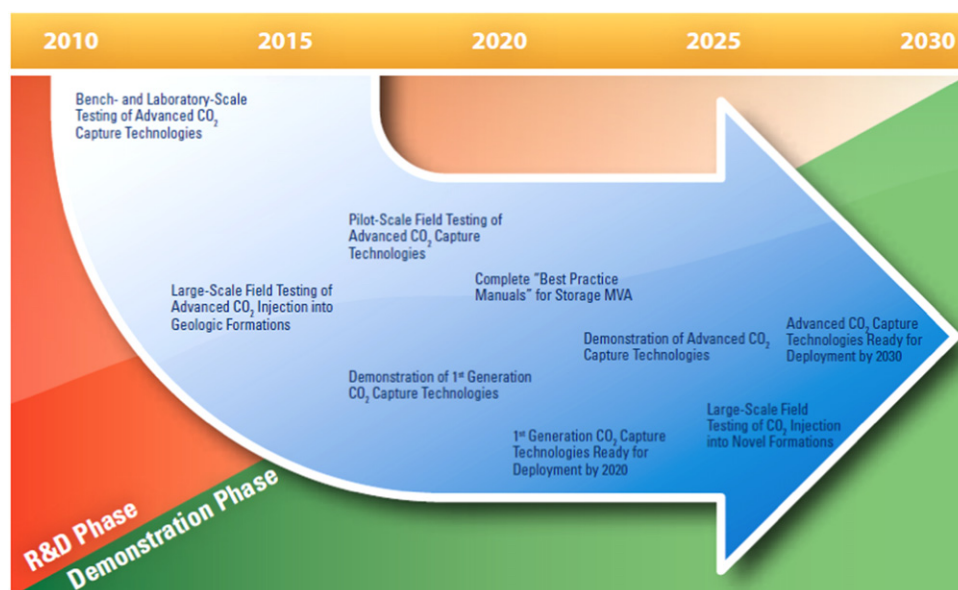 2010 2015 2020 2025 2030
Bench- and Laboratory-Scale
Testing of Advanced CO₂
Capture Technologies
Pilot-Scale Field Testing of
Advanced CO₂ Capture
Technologies
Large-Scale Field Testing of
Advanced CO₂ Injection into
Geologic Formations
Complete "Best Practice
Manuals" for Storage MVA
Demonstration of Advanced CO₂
Capture Technologies
Advanced CO₂ Capture
Technologies Ready for
Deployment by 2030
Demonstration of 1st Generation
CO₂ Capture Technologies
Large-Scale Field
Testing of CO₂ Injection
into Novel Formations
1st Generation CO₂ Capture
Technologies Ready for
Deployment by 2020
R&D Phase
Demonstration Phase